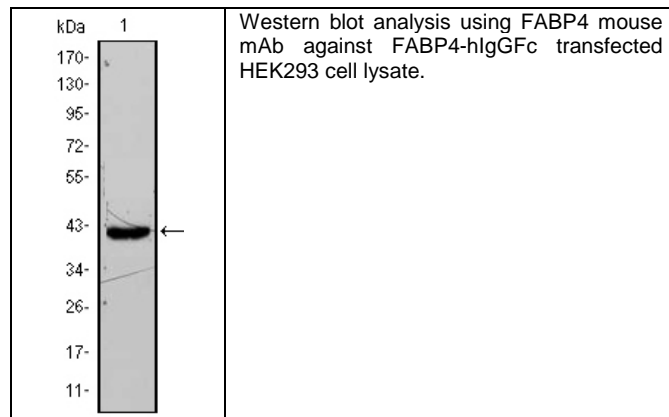 kDa 1
170-
130-
95-
72-
55-
43-
←
34-
26-
17-
11-
Western blot analysis using FABP4 mouse
mAb against FABP4-hIgGFc transfected
HEK293 cell lysate.